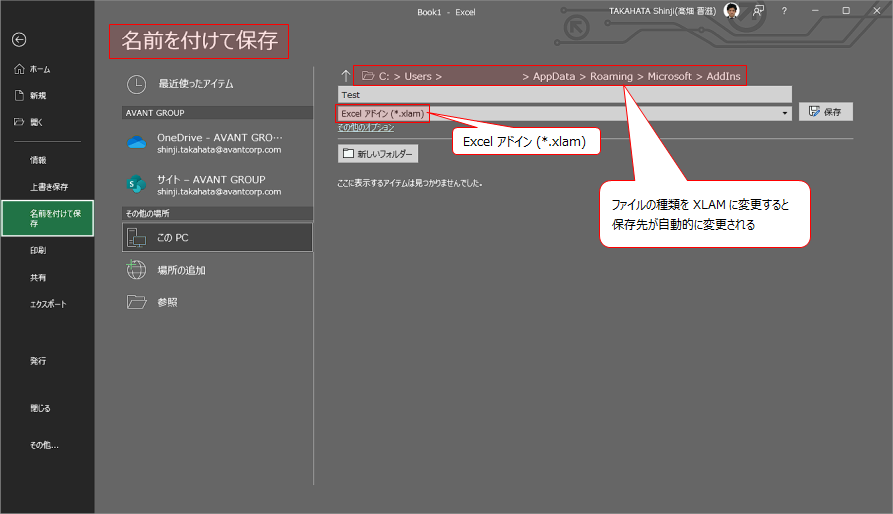 Book1 - Excel
TAKAHATA Shinji(高畑 晋滋)
?
名前を付けて保存
ホーム
新規
開く
情報
上書き保存
名前を付けて保
存
印刷
共有
エクスポート
発行
閉じる
その他...
最近使ったアイテム
AVANT GROUP
OneDrive – AVANT GRO…
shinji.takahata@avantcorp.com
サイト – AVANT GROUP
shinji.takahata@avantcorp.com
その他の場所
この PC
場所の追加
参照
C: > Users > > AppData > Roaming > Microsoft > AddIns
Test
Excel アドイン (*.xlam)
保存
その他のオプション
新しいフォルダー
ここに表示するアイテムは見つかりませんでした。
Excel アドイン (*.xlam)
ファイルの種類を XLAM に変更すると
保存先が自動的に変更される